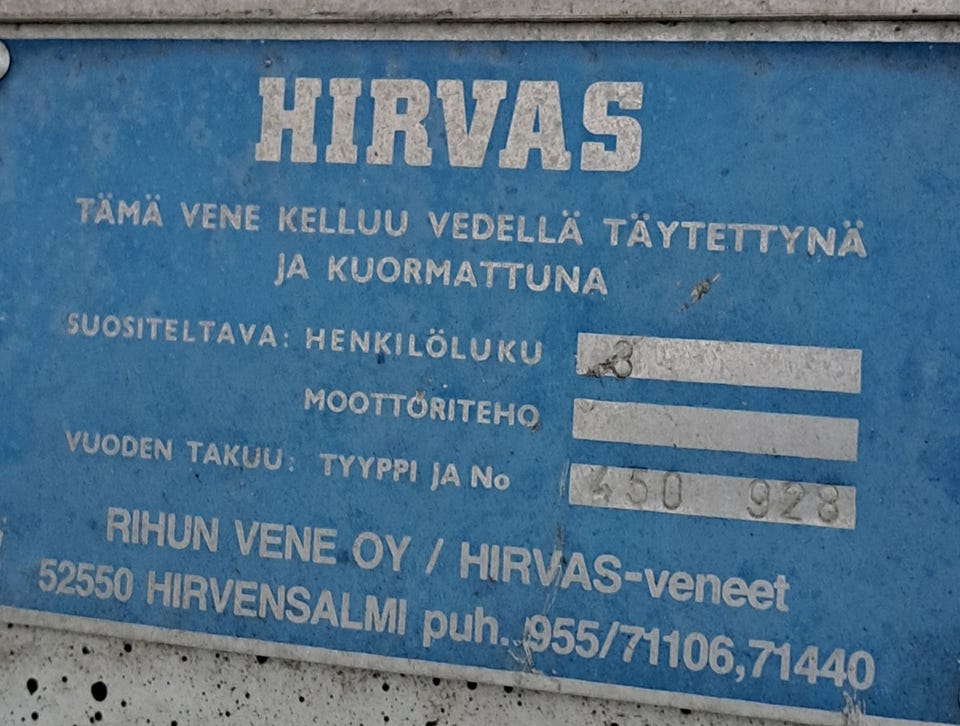 HIRVAS
TÄMÄ VENE KELLUU VEDELLÄ TÄYTETTYNÄ
JA KUORMATTUNA
SUOSITELTAVA: HENKILÖLUKU 3
MOOTTORITEHO
VUODEN TAKUU: TYYPPI JA No 450 928
RIHUN VENE OY / HIRVAS-veneet
52550 HIRVENSALMI puh. 955/71106,71440